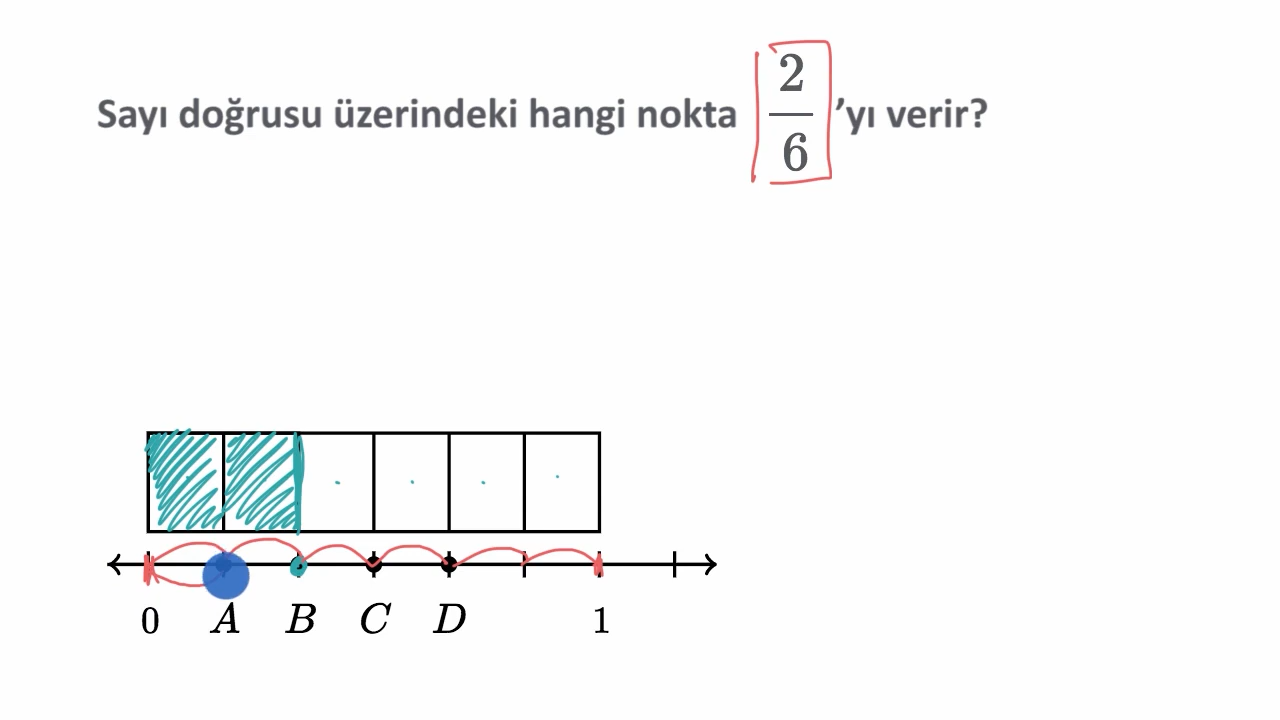 Sayı doğrusu üzerindeki hangi nokta 2/6 ’yı verir?
0 A B C D 1